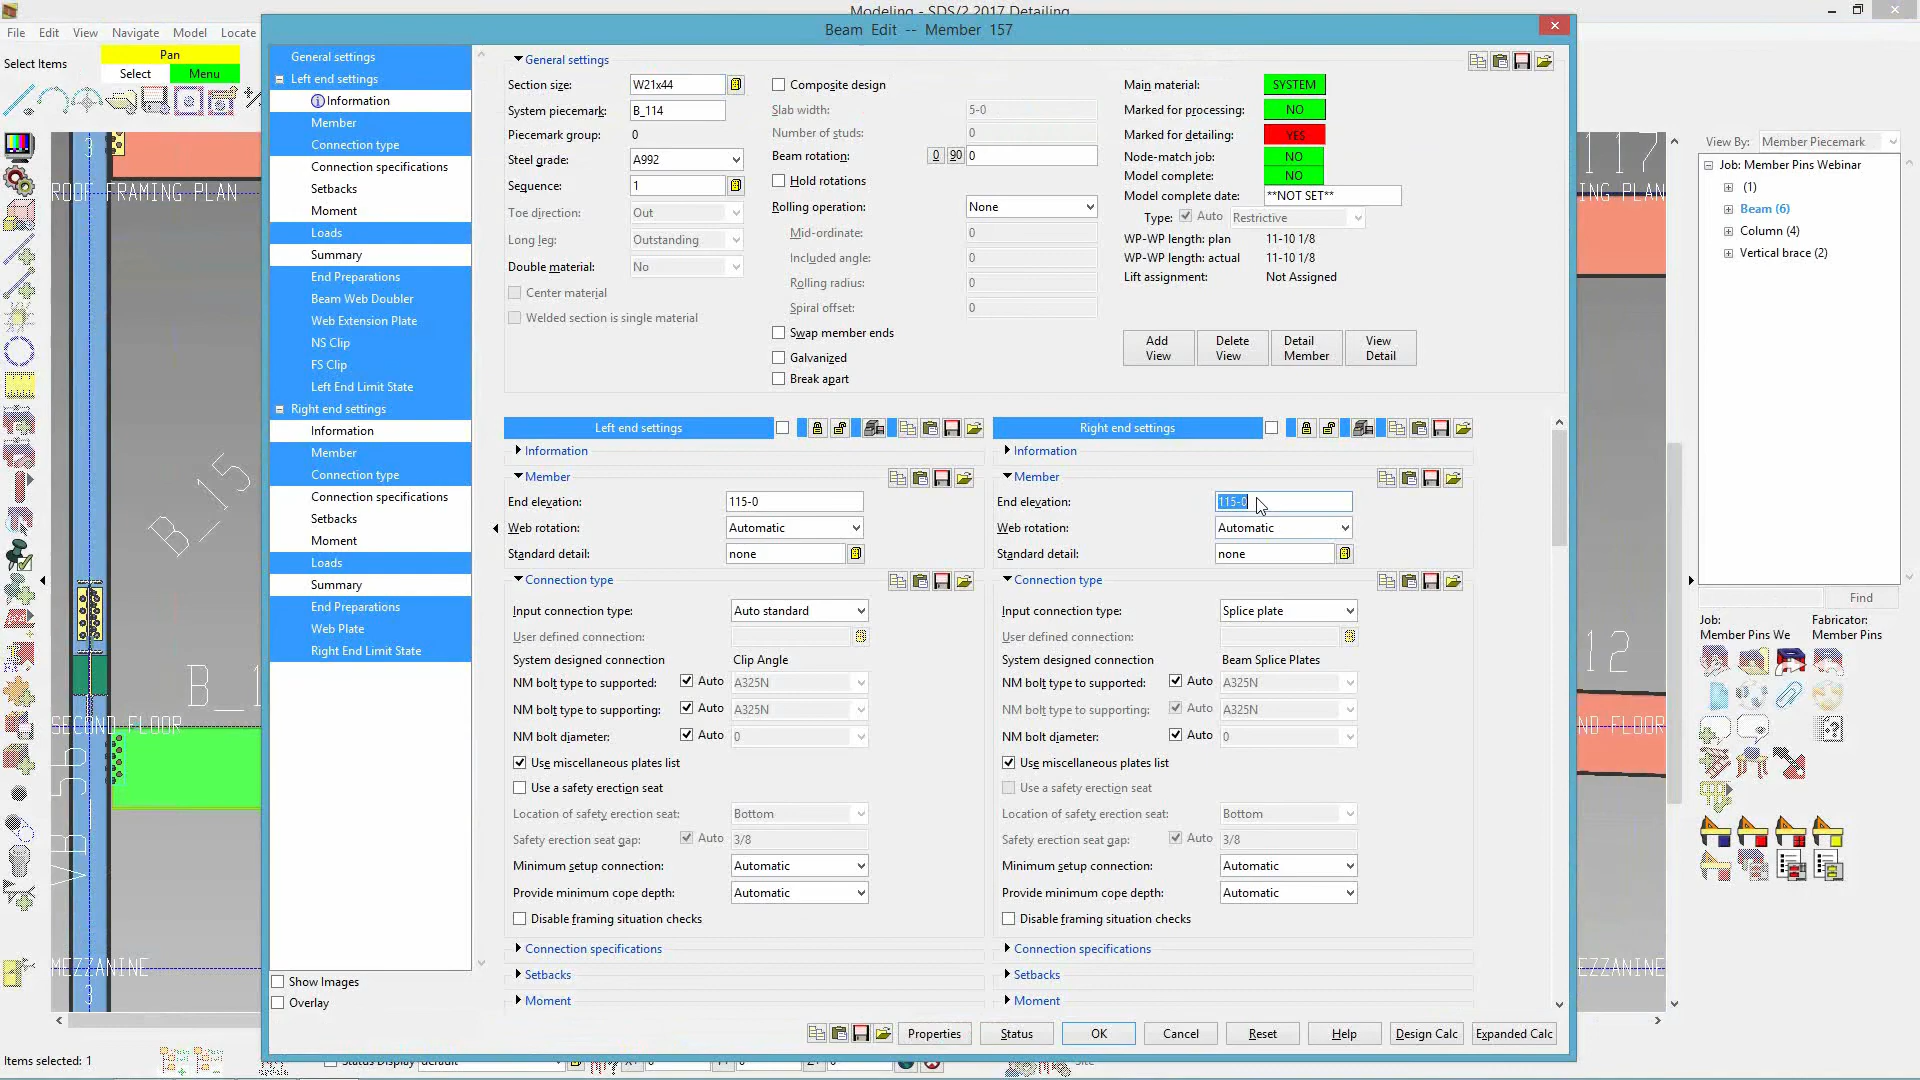 Modeling - SDS/2 2017 Detailing
File Edit View Navigate Model Locate
Select Items
Pan
Select Menu
Beam Edit -- Member 157
General settings
Left end settings
Information
Member
Connection type
Connection specifications
Setbacks
Moment
Loads
Summary
End Preparations
Beam Web Doubler
Web Extension Plate
NS Clip
FS Clip
Left End Limit State
Right end settings
Information
Member
Connection type
Connection specifications
Setbacks
Moment
Loads
Summary
End Preparations
Web Plate
Right End Limit State
Show Images
Overlay
General settings
Section size: W21x44
System piecemark: B_114
Piecemark group: 0
Steel grade: A992
Sequence: 1
Toe direction: Out
Long leg: Outstanding
Double material: No
Center material
Welded section is single material
Composite design
Slab width: 5-0
Number of studs: 0
Beam rotation: 0 90 0
Hold rotations
Rolling operation: None
Mid-ordinate: 0
Included angle: 0
Rolling radius: 0
Spiral offset: 0
Swap member ends
Galvanized
Break apart
Main material: SYSTEM
Marked for processing: NO
Marked for detailing: YES
Node-match job: NO
Model complete: NO
Model complete date: **NOT SET**
Type: Auto Restrictive
WP-WP length: plan 11-10 1/8
WP-WP length: actual 11-10 1/8
Lift assignment: Not Assigned
Add View
Delete View
Detail Member
View Detail
Left end settings
Information
Member
End elevation: 115-0
Web rotation: Automatic
Standard detail: none
Connection type
Input connection type: Auto standard
User defined connection:
System designed connection Clip Angle
NM bolt type to supported: Auto A325N
NM bolt type to supporting: Auto A325N
NM bolt diameter: Auto 0
Use miscellaneous plates list
Use a safety erection seat
Location of safety erection seat: Bottom
Safety erection seat gap: Auto 3/8
Minimum setup connection: Automatic
Provide minimum cope depth: Automatic
Disable framing situation checks
Connection specifications
Setbacks
Moment
Right end settings
Information
Member
End elevation: 115-0
Web rotation: Automatic
Standard detail: none
Connection type
Input connection type: Splice plate
User defined connection:
System designed connection Beam Splice Plates
NM bolt type to supported: Auto A325N
NM bolt type to supporting: Auto A325N
NM bolt diameter: Auto 0
Use miscellaneous plates list
Use a safety erection seat
Location of safety erection seat: Bottom
Safety erection seat gap: Auto 3/8
Minimum setup connection: Automatic
Provide minimum cope depth: Automatic
Disable framing situation checks
Connection specifications
Setbacks
Moment
Properties Status OK Cancel Reset Help Design Calc Expanded Calc
3
ROOF FRAMING PLAN
B_15
B_1
SECOND FLOOR
VB_5b
MEZZANINE
3
117
NG PLAN
12
ND FLOOR
EZZANINE
View By: Member Piecemark
Job: Member Pins Webinar
(1)
Beam (6)
Column (4)
Vertical brace (2)
Find
Job:
Member Pins We
Fabricator:
Member Pins
Items selected: 1